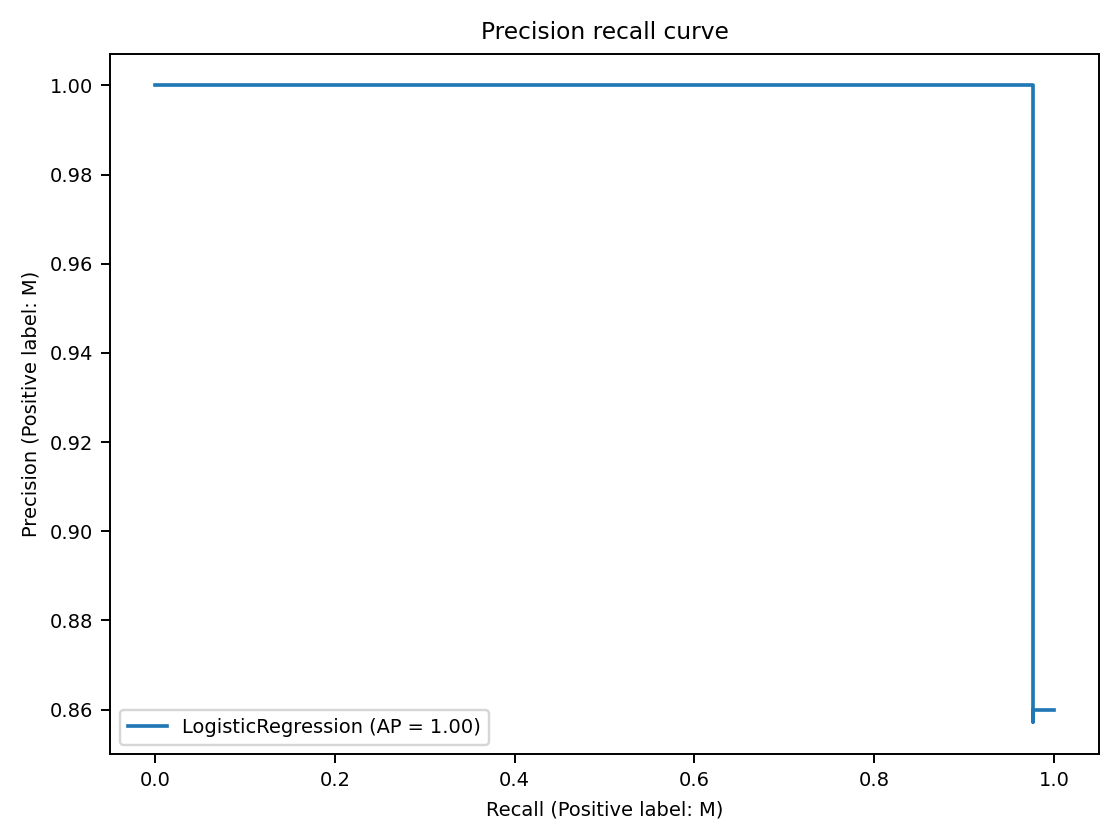 Precision recall curve
1.00
0.98
0.96
0.94
0.92
0.90
0.88
0.86
Precision (Positive label: M)
LogisticRegression (AP = 1.00)
0.0 0.2 0.4 0.6 0.8 1.0
Recall (Positive label: M)